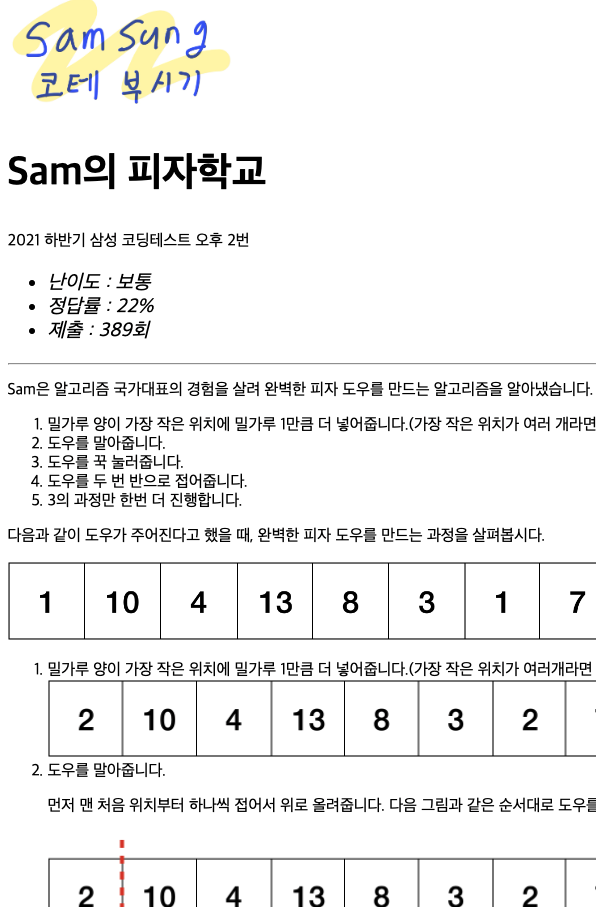 Samsung
코테 부시기
Sam의 피자학교
2021 하반기 삼성 코딩테스트 오후 2번
• 난이도 : 보통
• 정답률 : 22%
• 제출 : 389회
Sam은 알고리즘 국가대표의 경험을 살려 완벽한 피자 도우를 만드는 알고리즘을 알아냈습니다.
1. 밀가루 양이 가장 작은 위치에 밀가루 1만큼 더 넣어줍니다.(가장 작은 위치가 여러 개라면
2. 도우를 말아줍니다.
3. 도우를 꾹 눌러줍니다.
4. 도우를 두 번 반으로 접어줍니다.
5. 3의 과정만 한번 더 진행합니다.
다음과 같이 도우가 주어진다고 했을 때, 완벽한 피자 도우를 만드는 과정을 살펴봅시다.
1 10 4 13 8 3 1 7
1. 밀가루 양이 가장 작은 위치에 밀가루 1만큼 더 넣어줍니다.(가장 작은 위치가 여러개라면
2 10 4 13 8 3 2
2. 도우를 말아줍니다.
먼저 맨 처음 위치부터 하나씩 접어서 위로 올려줍니다. 다음 그림과 같은 순서대로 도우를
2 10 4 13 8 3 2